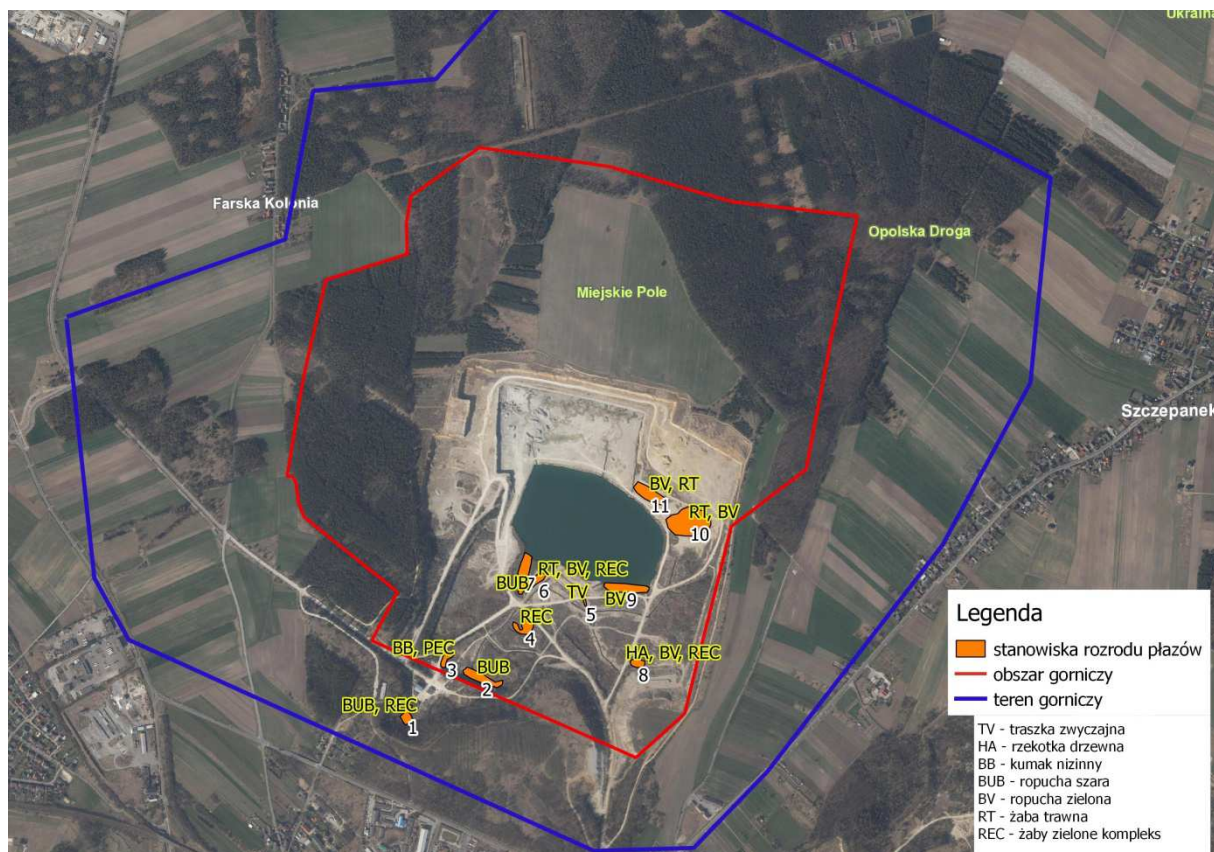 Ukraina
Farska Kolonia
Opolska Droga
Miejskie Pole
Szczepanek
BV, RT
11
RT, BV
10
RT, BV, REC
BUB
7
6
TV
5
BV
9
REC
4
BB, PEC
3
BUB
2
HA, BV, REC
8
BUB, REC
1
Legenda
stanowiska rozrodu płazów
obszar gorniczy
teren gorniczy
TV - traszka zwyczajna
HA - rzekotka drzewna
BB - kumak nizinny
BUB - ropucha szara
BV - ropucha zielona
RT - żaba trawna
REC - żaby zielone kompleks